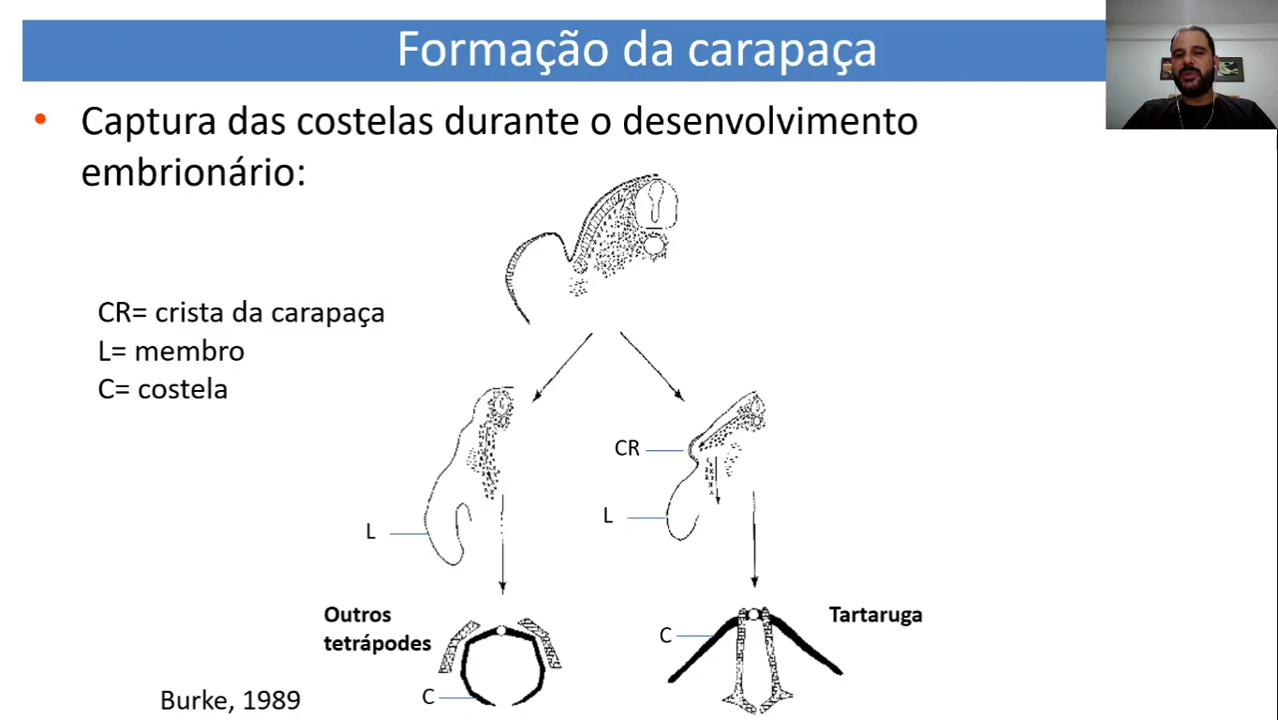 Formação da carapaça
• Captura das costelas durante o desenvolvimento
embrionário:
CR= crista da carapaça
L= membro
C= costela
CR
L
L
Outros
tetrápodes
Tartaruga
C
C
Burke, 1989